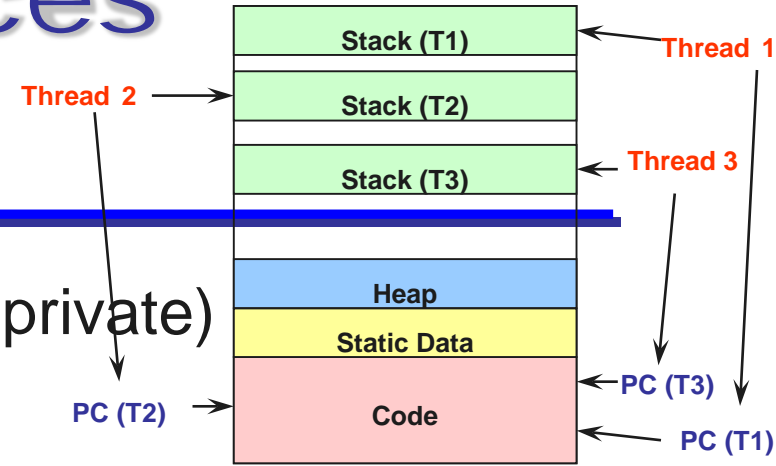 Stack (T1)
Thread 1
Thread 2
Stack (T2)
Thread 3
Stack (T3)
Heap
private)
Static Data
PC (T3)
PC (T2)
Code
PC (T1)